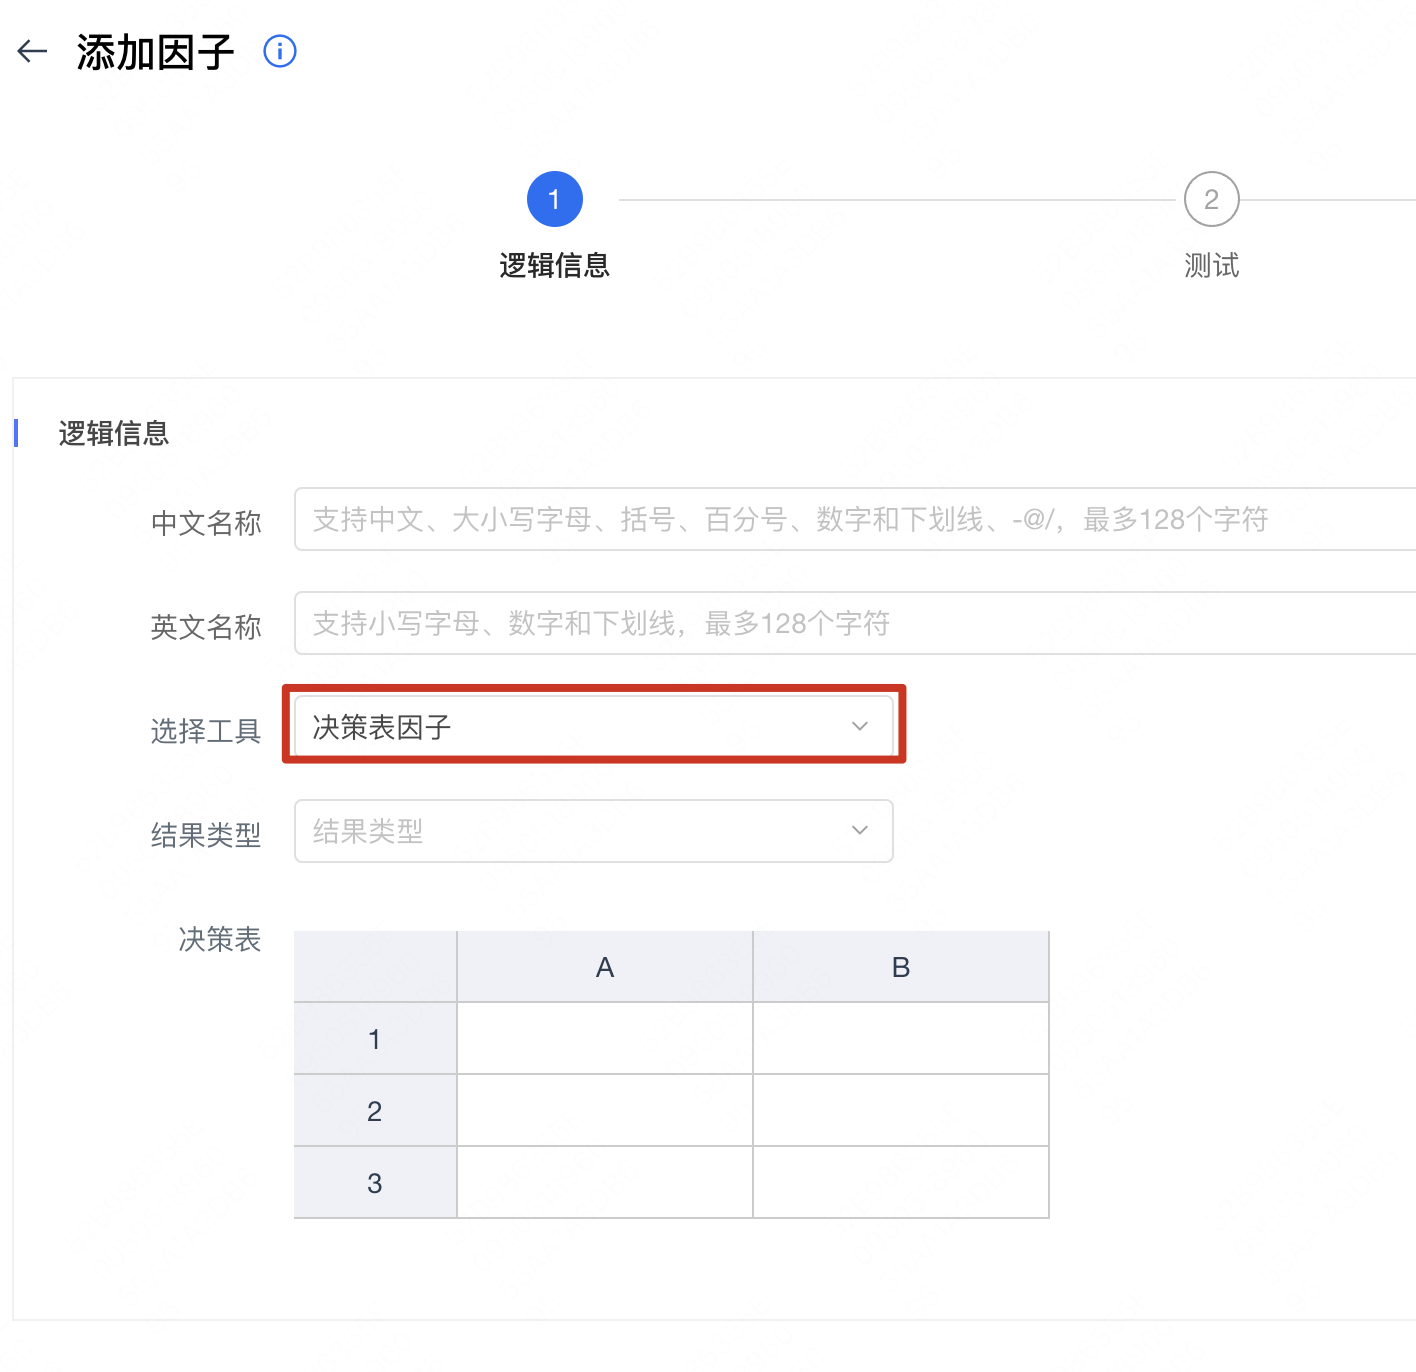 添加因子
1
2
逻辑信息
测试
逻辑信息
中文名称
支持中文、大小写字母、括号、百分号、数字和下划线、-@/，最多128个字符
英文名称
支持小写字母、数字和下划线，最多128个字符
选择工具
决策表因子
结果类型
结果类型
决策表
A
B
1
2
3